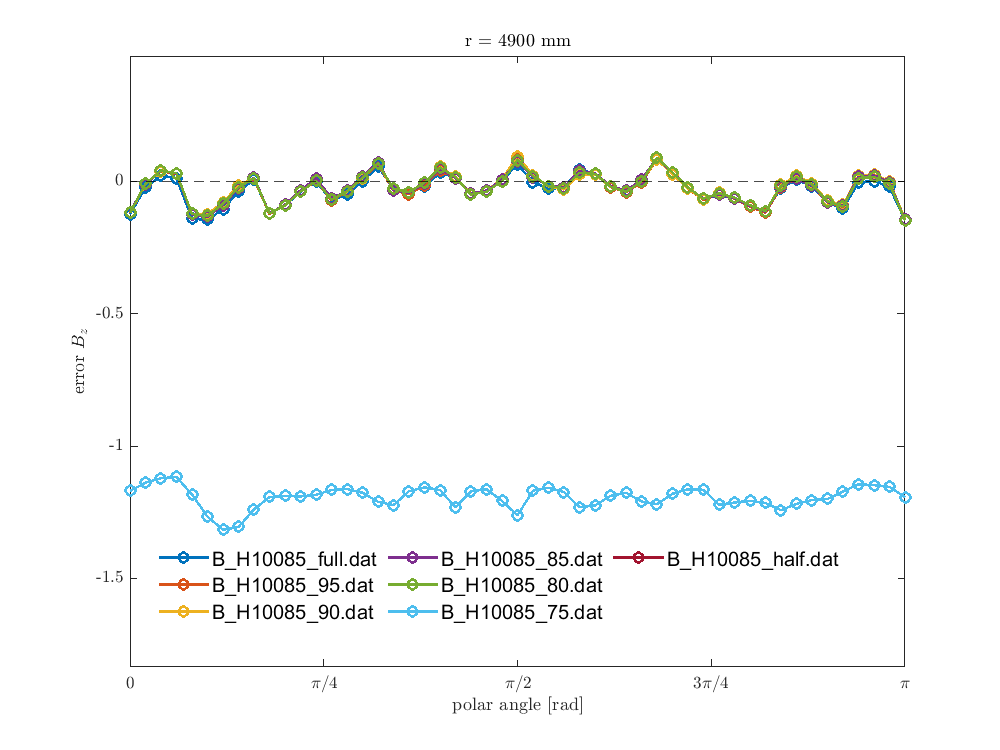 r = 4900 mm
0
-0.5
-1
-1.5
error B_z
B_H10085_full.dat B_H10085_85.dat B_H10085_half.dat
B_H10085_95.dat B_H10085_80.dat
B_H10085_90.dat B_H10085_75.dat
0 π/4 π/2 3π/4 π
polar angle [rad]